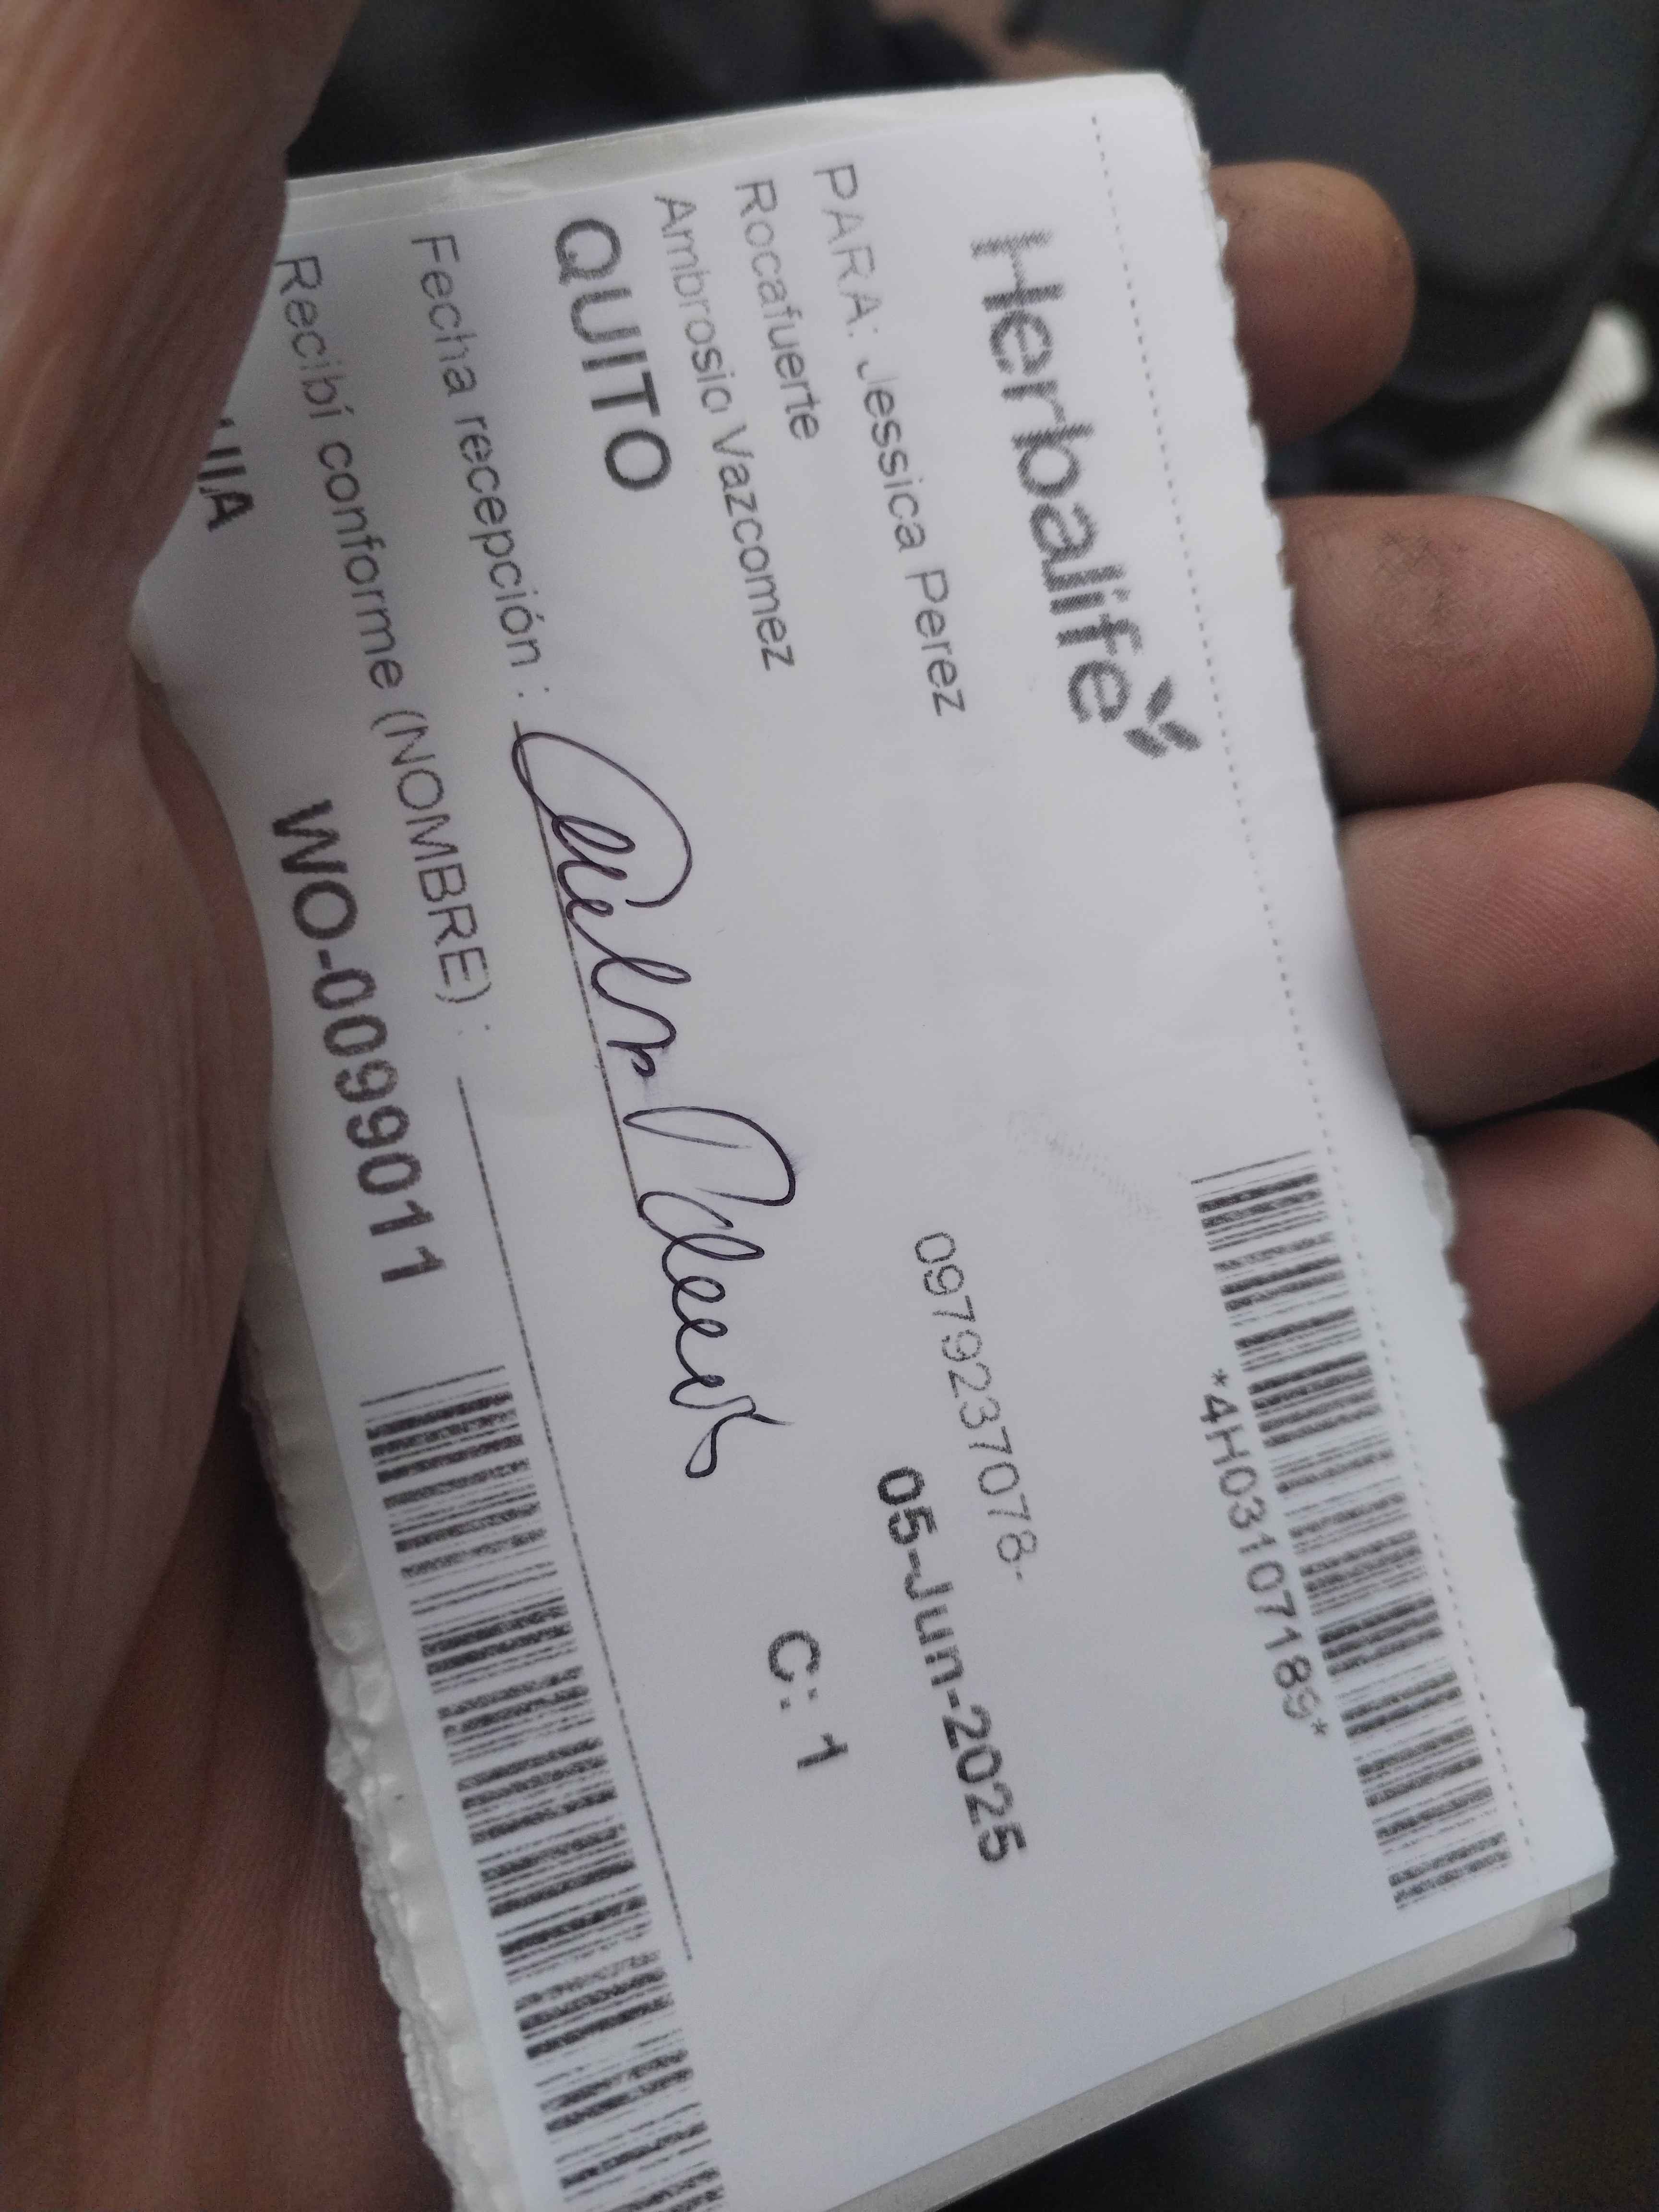 Herbalife
*4H03107189*
PARA: Jessica Perez
0979237078-
Rocafuerte
05-Jun-2025
Ambrosio Vazcomez
QUITO
C: 1
Fecha recepción :
Recibí conforme (NOMBRE) :
WO-0099011